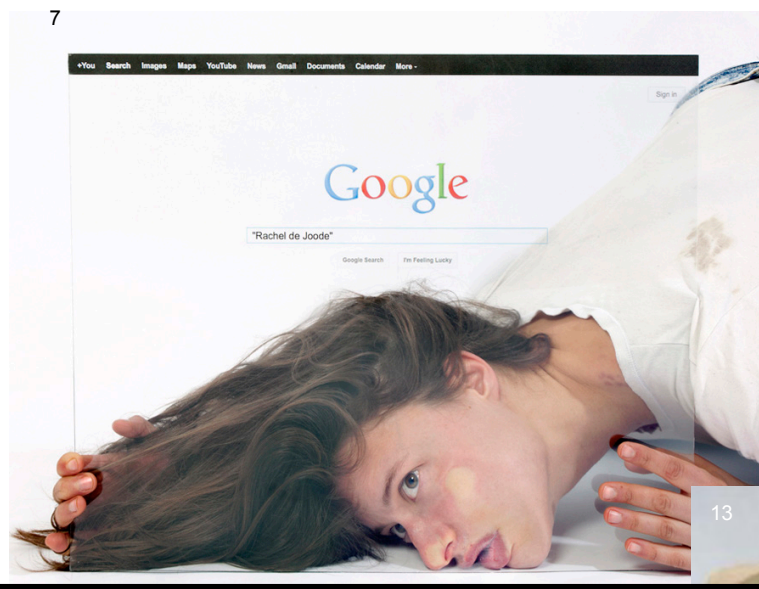 7
+You Search Images Maps YouTube News Gmail Documents Calendar More
Sign in
Google
"Rachel de Joode"
Google Search I'm Feeling Lucky
13